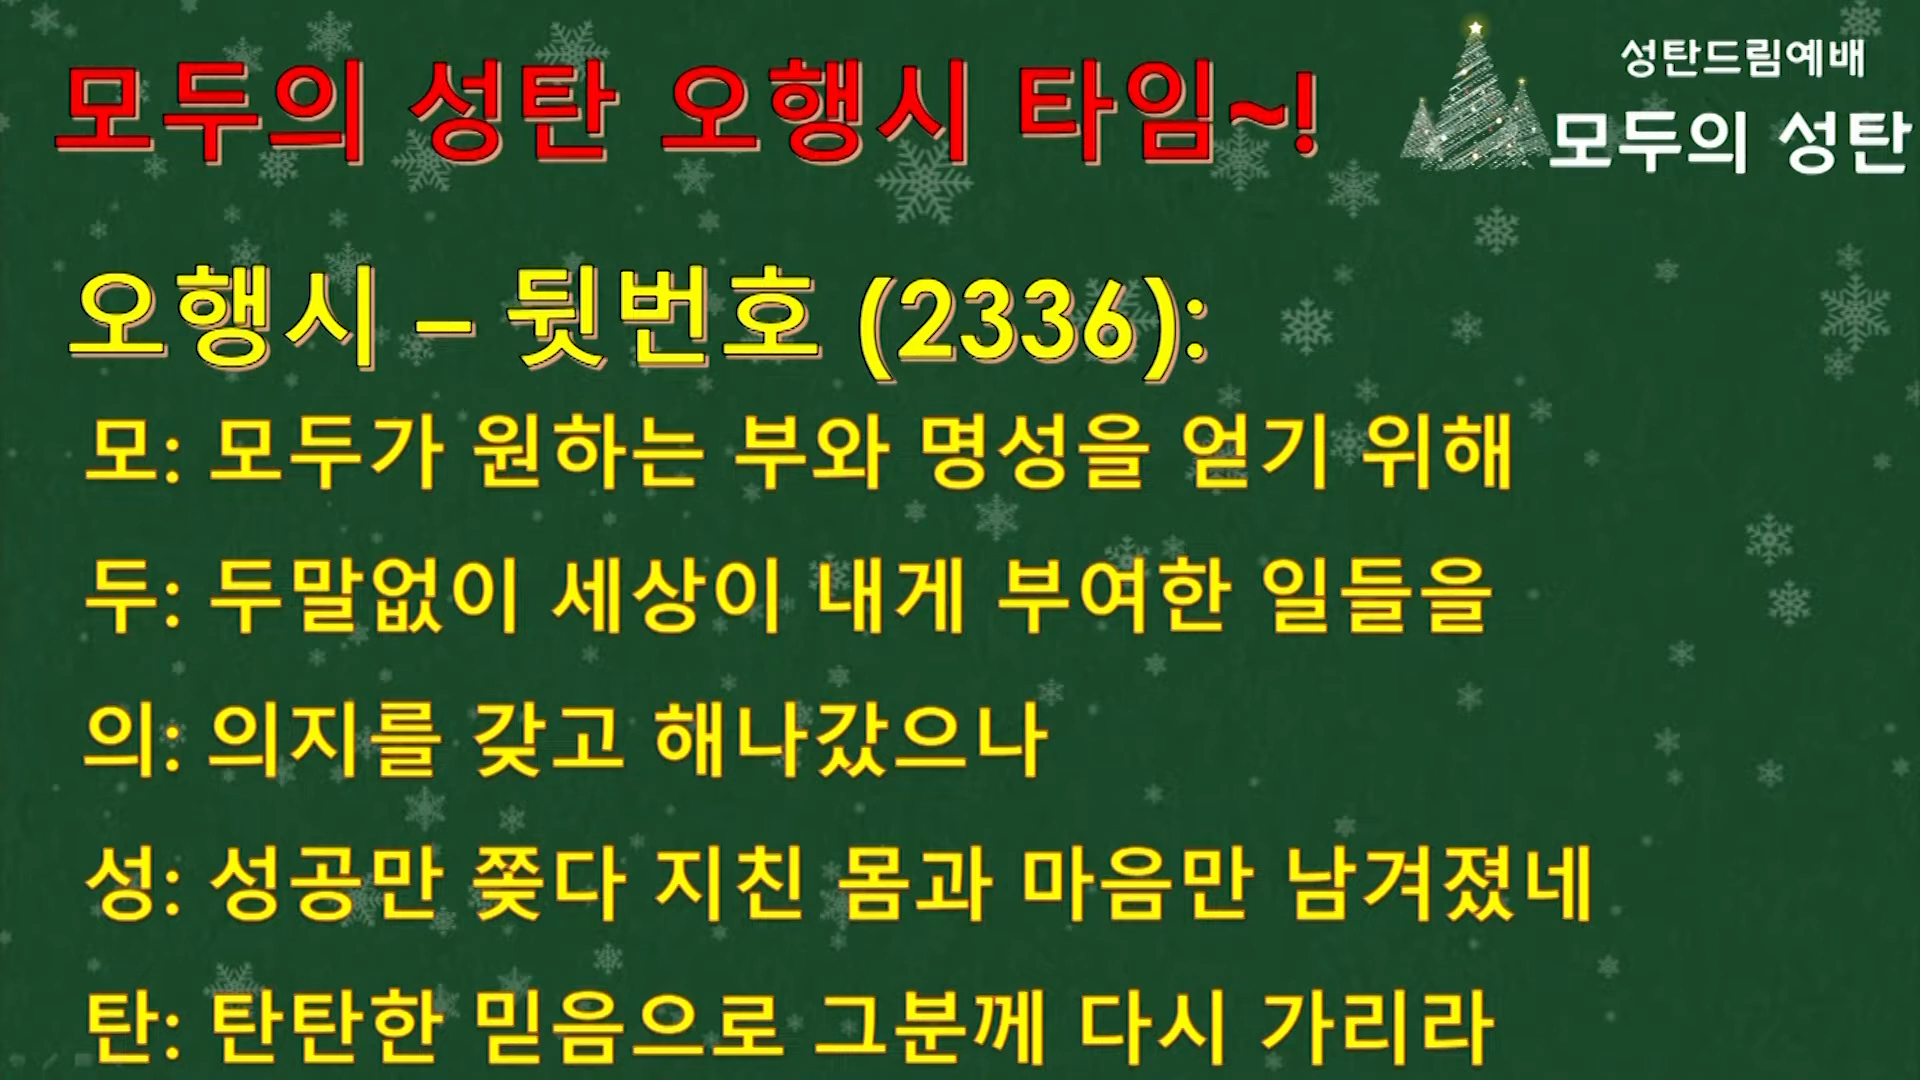 모두의 성탄 오행시 타임~!
성탄드림예배
모두의 성탄
오행시 – 뒷번호 (2336):
모: 모두가 원하는 부와 명성을 얻기 위해
두: 두말없이 세상이 내게 부여한 일들을
의: 의지를 갖고 해나갔으나
성: 성공만 쫓다 지친 몸과 마음만 남겨졌네
탄: 탄탄한 믿음으로 그분께 다시 가리라